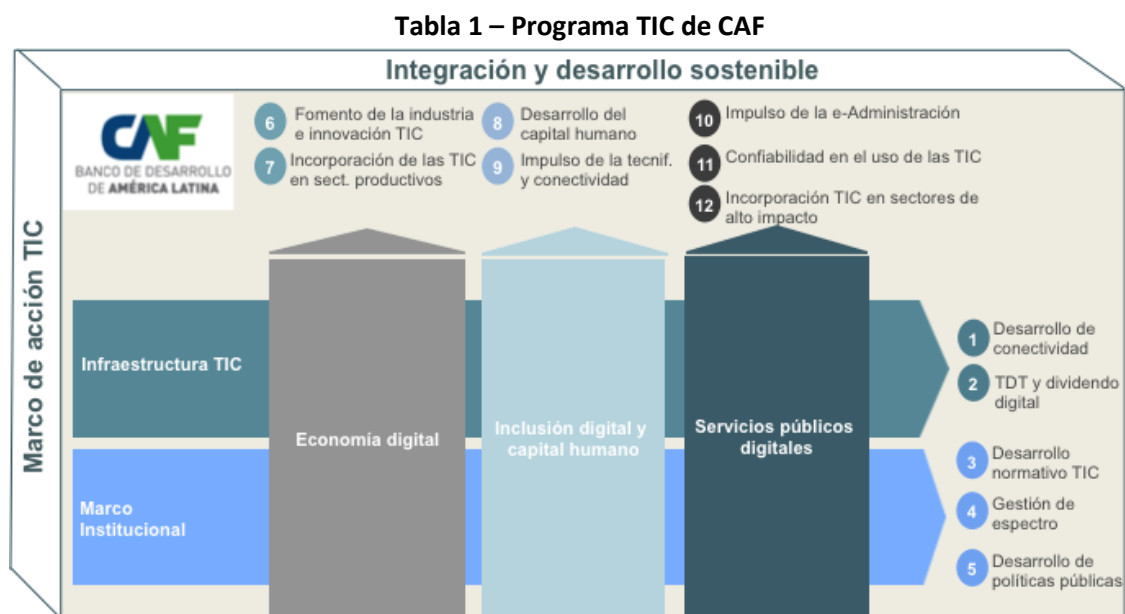 Tabla 1 – Programa TIC de CAF
Integración y desarrollo sostenible
Marco de acción TIC
CAF
BANCO DE DESARROLLO
DE AMÉRICA LATINA
6 Fomento de la industria
e innovación TIC
7 Incorporación de las TIC
en sect. productivos
8 Desarrollo del
capital humano
9 Impulso de la tecnif.
y conectividad
10 Impulso de la e-Administración
11 Confiabilidad en el uso de las TIC
12 Incorporación TIC en sectores de
alto impacto
Infraestructura TIC
Marco
Institucional
Economía digital
Inclusión digital y
capital humano
Servicios públicos
digitales
1 Desarrollo de
conectividad
2 TDT y dividendo
digital
3 Desarrollo
normativo TIC
4 Gestión de
espectro
5 Desarrollo de
políticas públicas